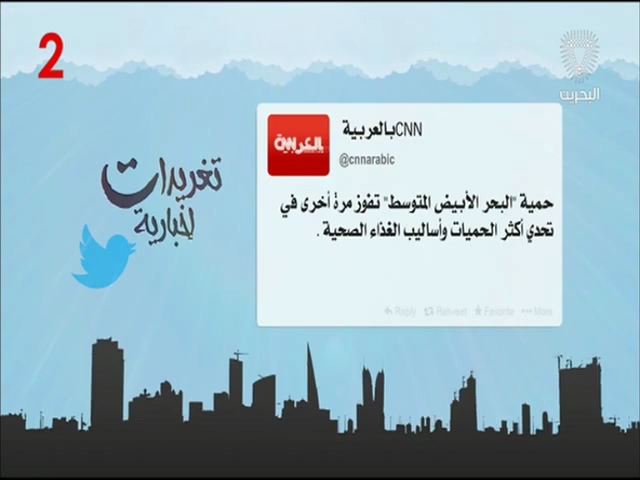 2
البحرين
تغريدات
إخبارية
العربية CNN
CNNبالعربية
@cnnarabic
حمية "البحر الأبيض المتوسط" تفوز مرة أخرى في
تحدي أكثر الحميات وأساليب الغذاء الصحية .
Reply Retweet Favorite More